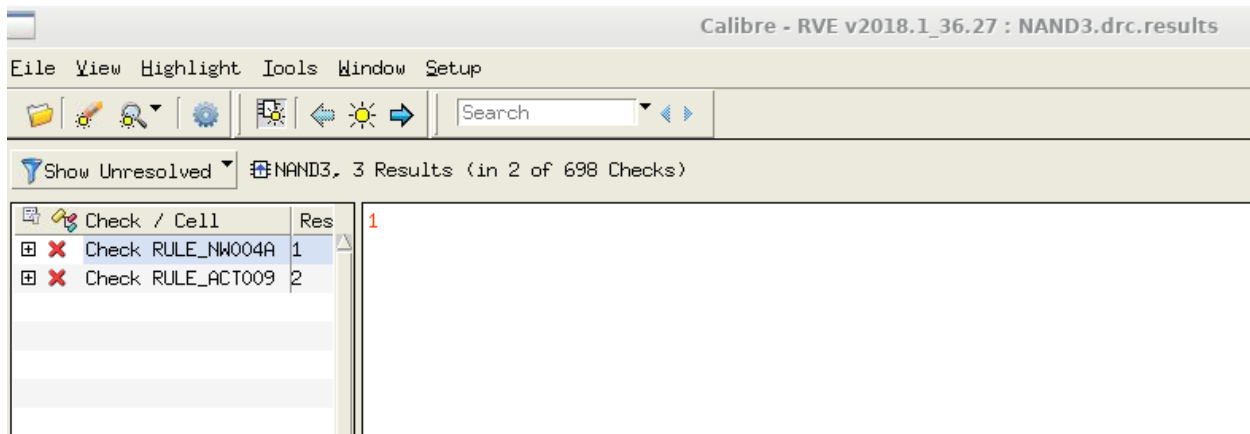 Calibre - RVE v2018.1_36.27 : NAND3.drc.results
File View Highlight Tools Window Setup
Search
Show Unresolved NAND3, 3 Results (in 2 of 698 Checks)
Check / Cell Res 1
Check RULE_NW004A 1
Check RULE_ACT009 2